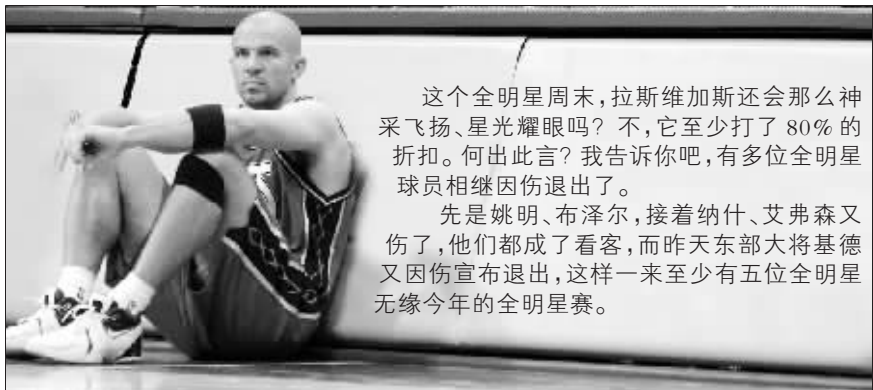 这个全明星周末，拉斯维加斯还会那么神
采飞扬、星光耀眼吗？不，它至少打了 80% 的
折扣。何出此言？我告诉你吧，有多位全明星
球员相继因伤退出了。
先是姚明、布泽尔，接着纳什、艾弗森又
伤了，他们都成了看客，而昨天东部大将基德
又因伤宣布退出，这样一来至少有五位全明星
无缘今年的全明星赛。